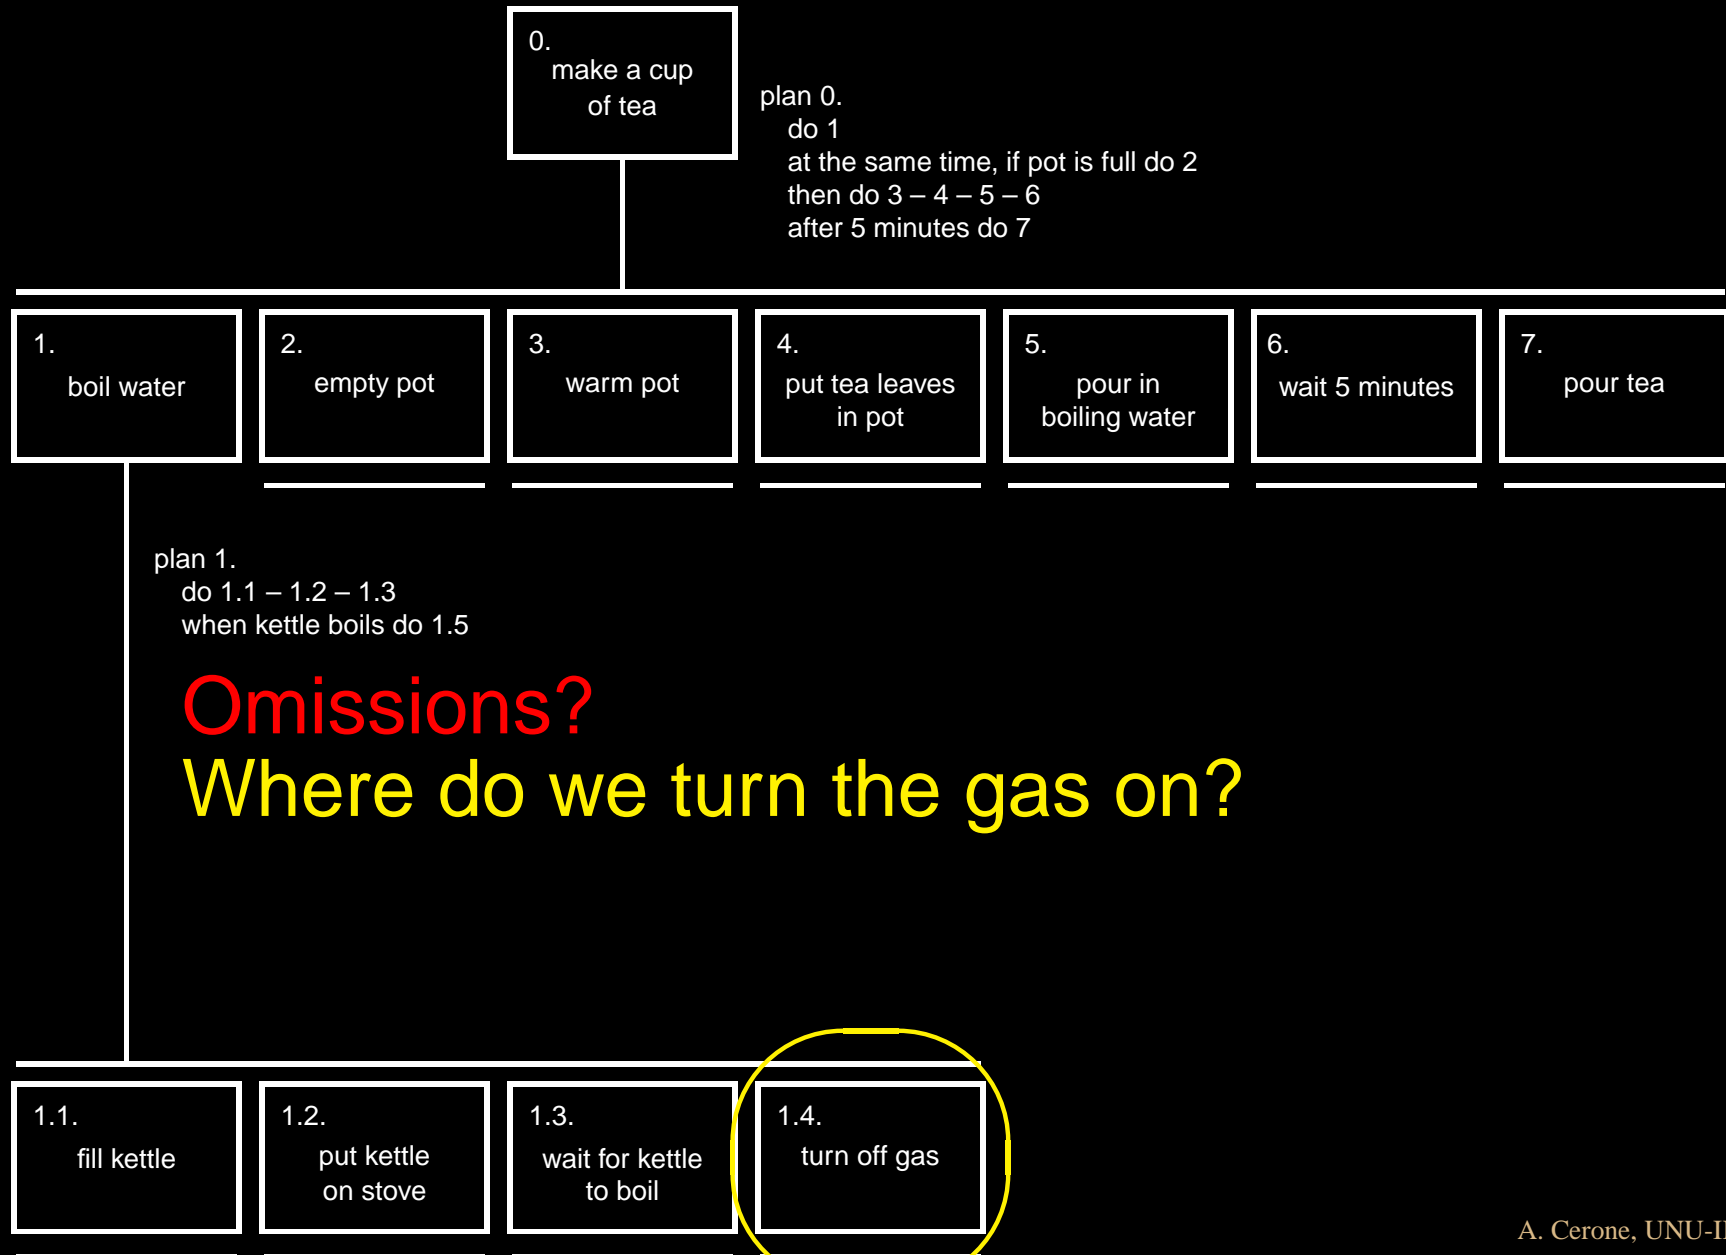 0.
make a cup
of tea
plan 0.
do 1
at the same time, if pot is full do 2
then do 3 – 4 – 5 – 6
after 5 minutes do 7
1.
boil water
2.
empty pot
3.
warm pot
4.
put tea leaves
in pot
5.
pour in
boiling water
6.
wait 5 minutes
7.
pour tea
plan 1.
do 1.1 – 1.2 – 1.3
when kettle boils do 1.5
Omissions?
Where do we turn the gas on?
1.1.
fill kettle
1.2.
put kettle
on stove
1.3.
wait for kettle
to boil
1.4.
turn off gas
A. Cerone,